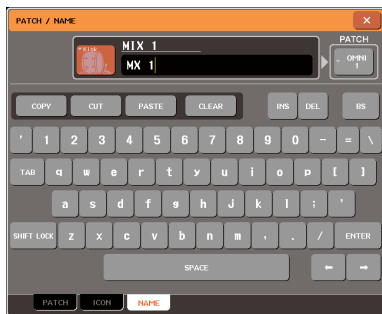 PATCH / NAME
PATCH
Kick
MIX 1
MX 1
OMNI
1
COPY CUT PASTE CLEAR INS DEL BS
' 1 2 3 4 5 6 7 8 9 0 - = \
TAB q w e r t y u i o p [ ]
a s d f g h j k l ; '
SHIFT LOCK z x c v b n m , . / ENTER
SPACE ← →
PATCH ICON NAME